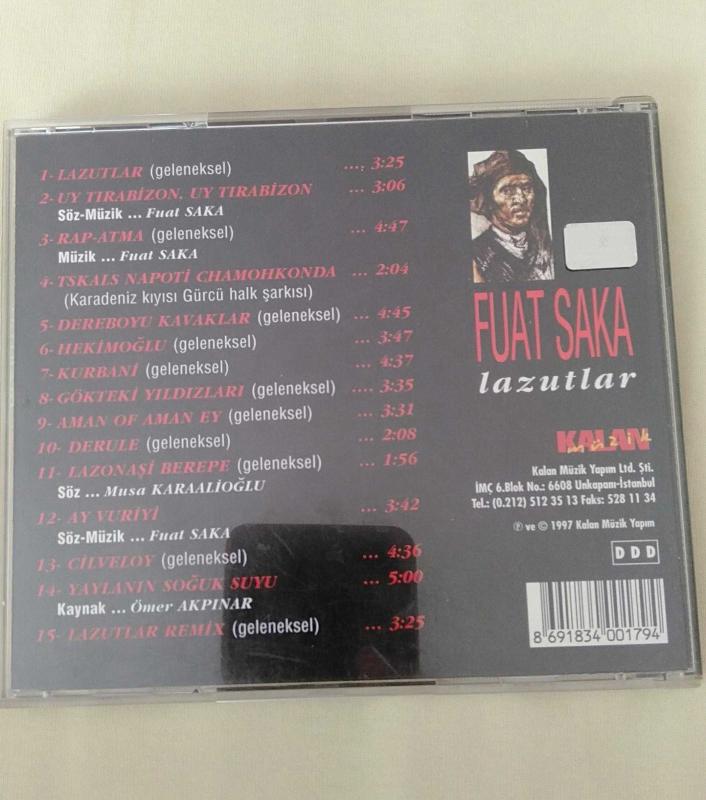 1- LAZUTLAR (geleneksel) .... 3:25
2- UY TIRABİZON, UY TIRABİZON ... 3:06
Söz-Müzik ... Fuat SAKA
3- RAP-ATMA (geleneksel) ... 4:47
Müzik ... Fuat SAKA
4- TSKALS NAPOTİ CHAMOHKONDA ... 2:04
(Karadeniz kıyısı Gürcü halk şarkısı)
5- DEREBOYU KAVAKLAR (geleneksel) ... 4:45
6- HEKİMOĞLU (geleneksel) ... 3:47
7- KURBANİ (geleneksel) ... 4:37
8- GÖKTEKİ YILDIZLARI (geleneksel) .... 3:35
9- AMAN OF AMAN EY (geleneksel) ... 3:31
10- DERULE (geleneksel) ... 2:08
11- LAZONAŞİ BEREPE (geleneksel) ... 1:56
Söz ... Musa KARAALİOĞLU
12- AY VURİYİ ... 3:42
Söz-Müzik ... Fuat SAKA
13- CİLVELOY (geleneksel) ... 4:36
14- YAYLANIN SOĞUK SUYU ... 5:00
Kaynak ... Ömer AKPINAR
15- LAZUTLAR REMİX (geleneksel) ... 3:25
FUAT SAKA
lazutlar
KALAN
müzik
Kalan Müzik Yapım Ltd. Şti.
İMÇ 6.Blok No.: 6608 Unkapanı-İstanbul
Tel.: (0.212) 512 35 13 Faks: 528 11 34
℗ ve © 1997 Kalan Müzik Yapım
DDD
8 691834 001794